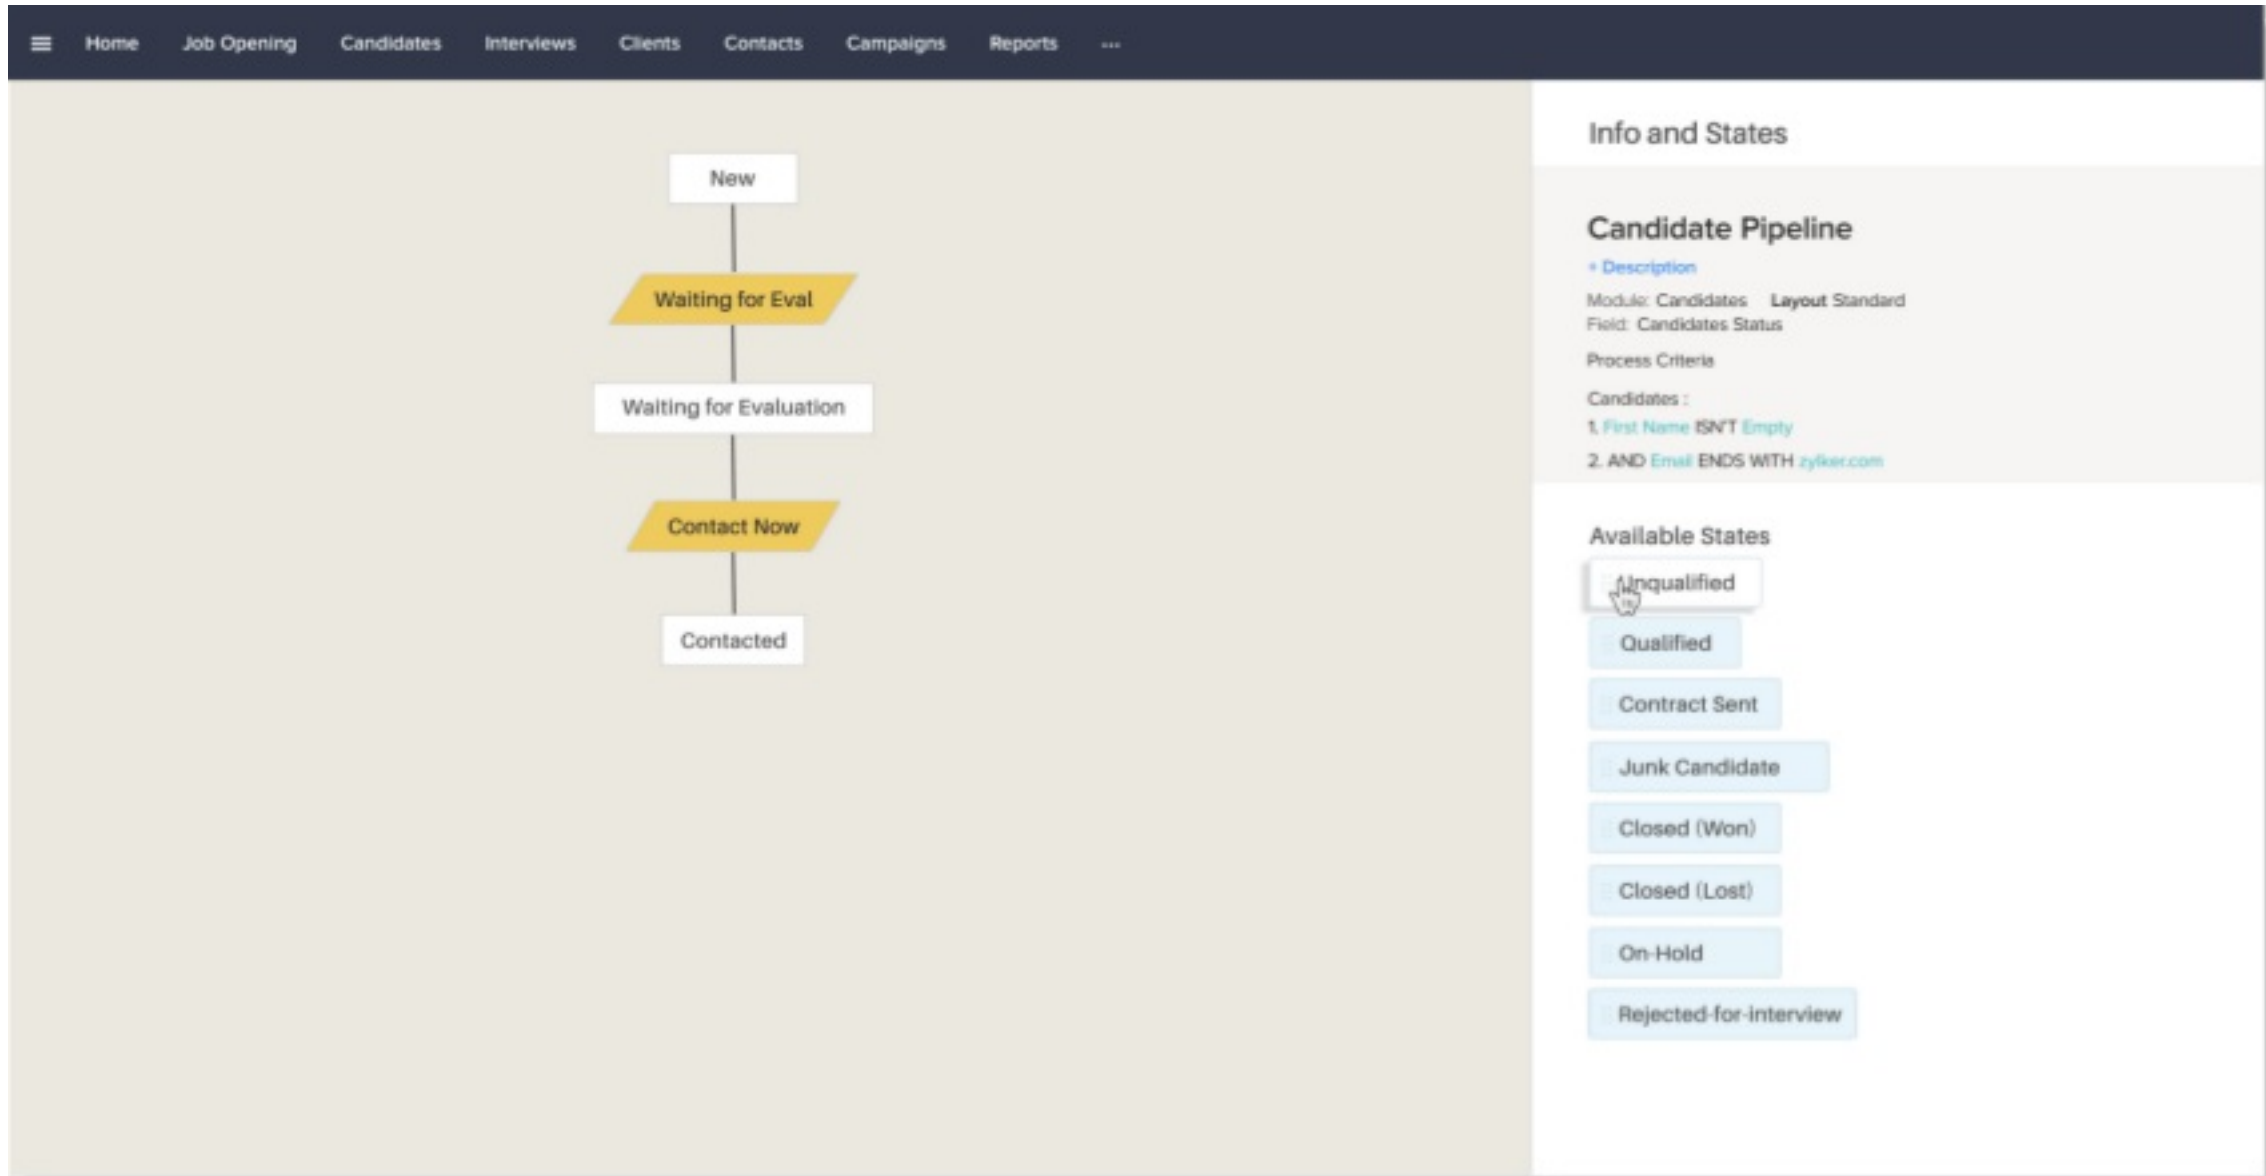 Home Job Opening Candidates Interviews Clients Contacts Campaigns Reports ...
New
Waiting for Eval
Waiting for Evaluation
Contact Now
Contacted
Info and States
Candidate Pipeline
+ Description
Module: Candidates Layout Standard
Field: Candidates Status
Process Criteria
Candidates :
1. First Name ISN'T Empty
2. AND Email ENDS WITH zylker.com
Available States
Unqualified
Qualified
Contract Sent
Junk Candidate
Closed (Won)
Closed (Lost)
On-Hold
Rejected-for-interview